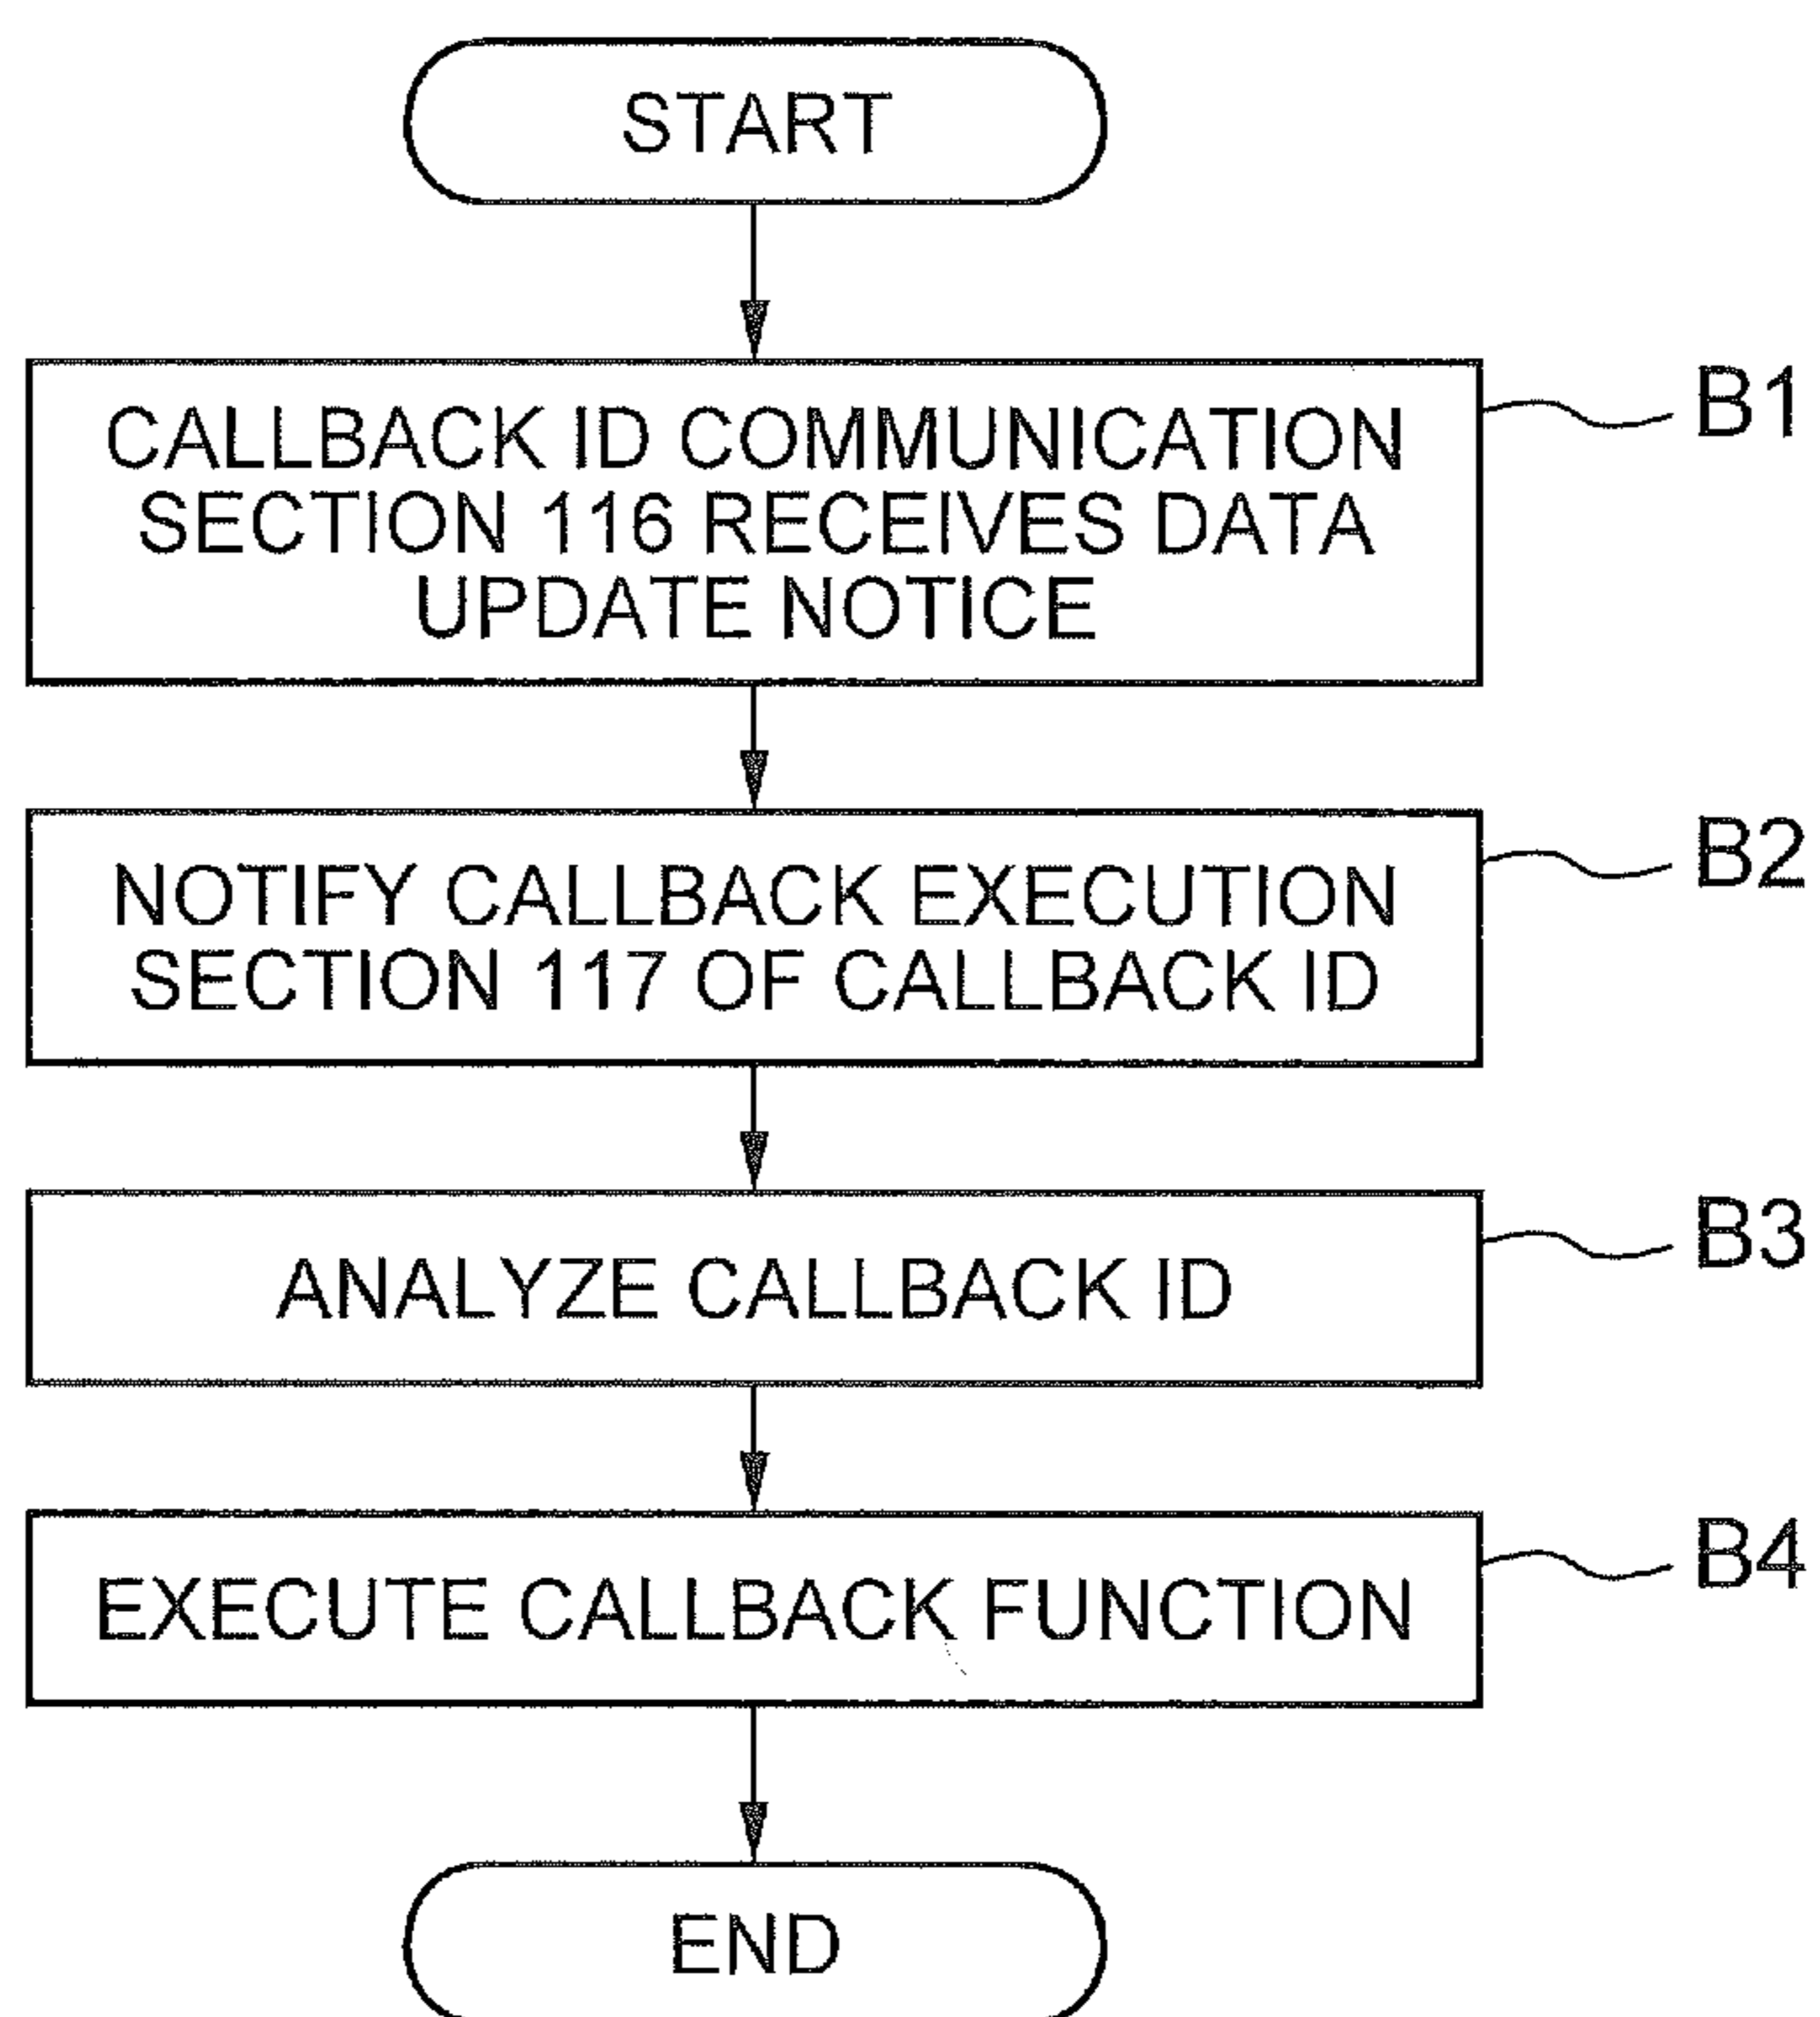 START
CALLBACK ID COMMUNICATION
SECTION 116 RECEIVES DATA
UPDATE NOTICE
B1
NOTIFY CALLBACK EXECUTION
SECTION 117 OF CALLBACK ID
B2
ANALYZE CALLBACK ID
B3
EXECUTE CALLBACK FUNCTION
B4
END